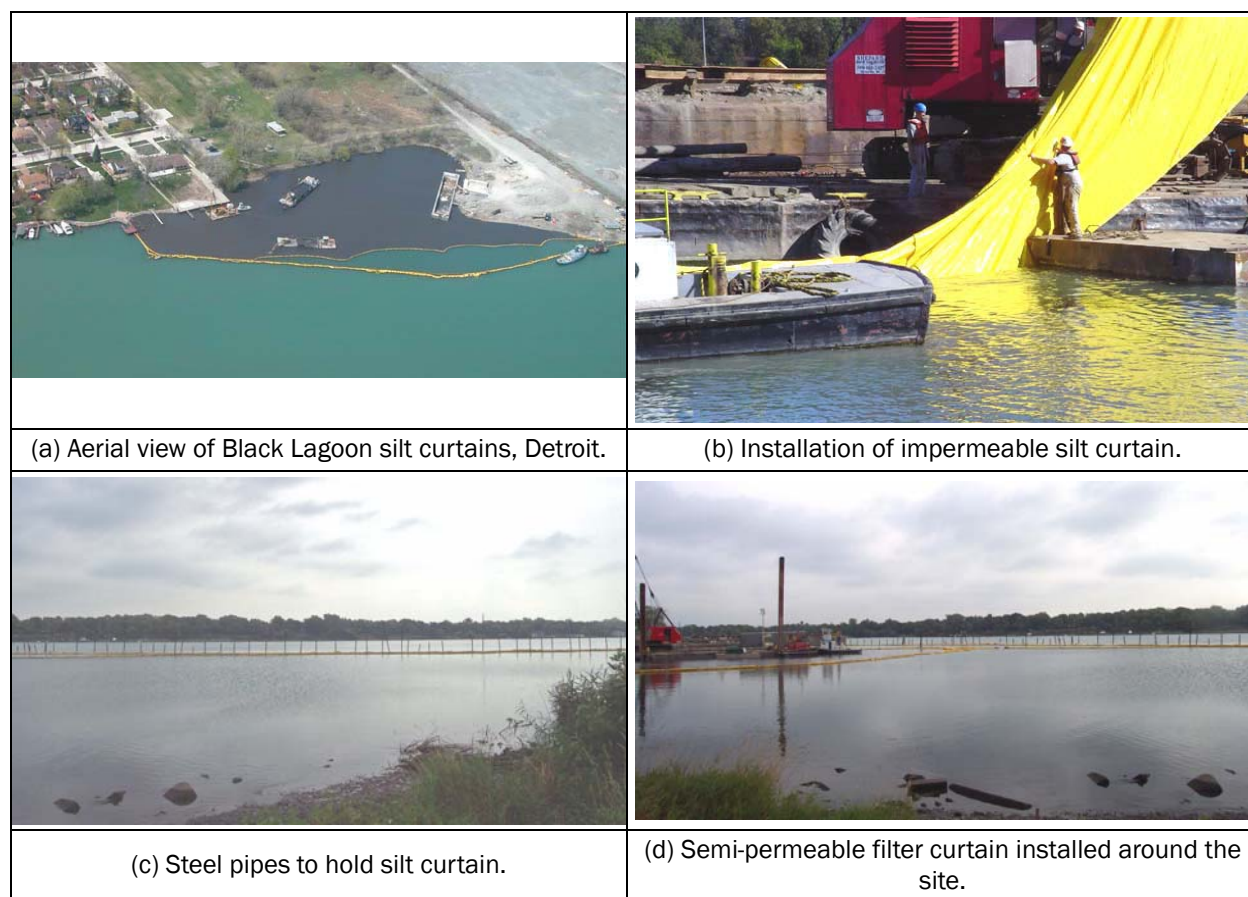 (a) Aerial view of Black Lagoon silt curtains, Detroit.
(b) Installation of impermeable silt curtain.
(c) Steel pipes to hold silt curtain.
(d) Semi-permeable filter curtain installed around the
site.